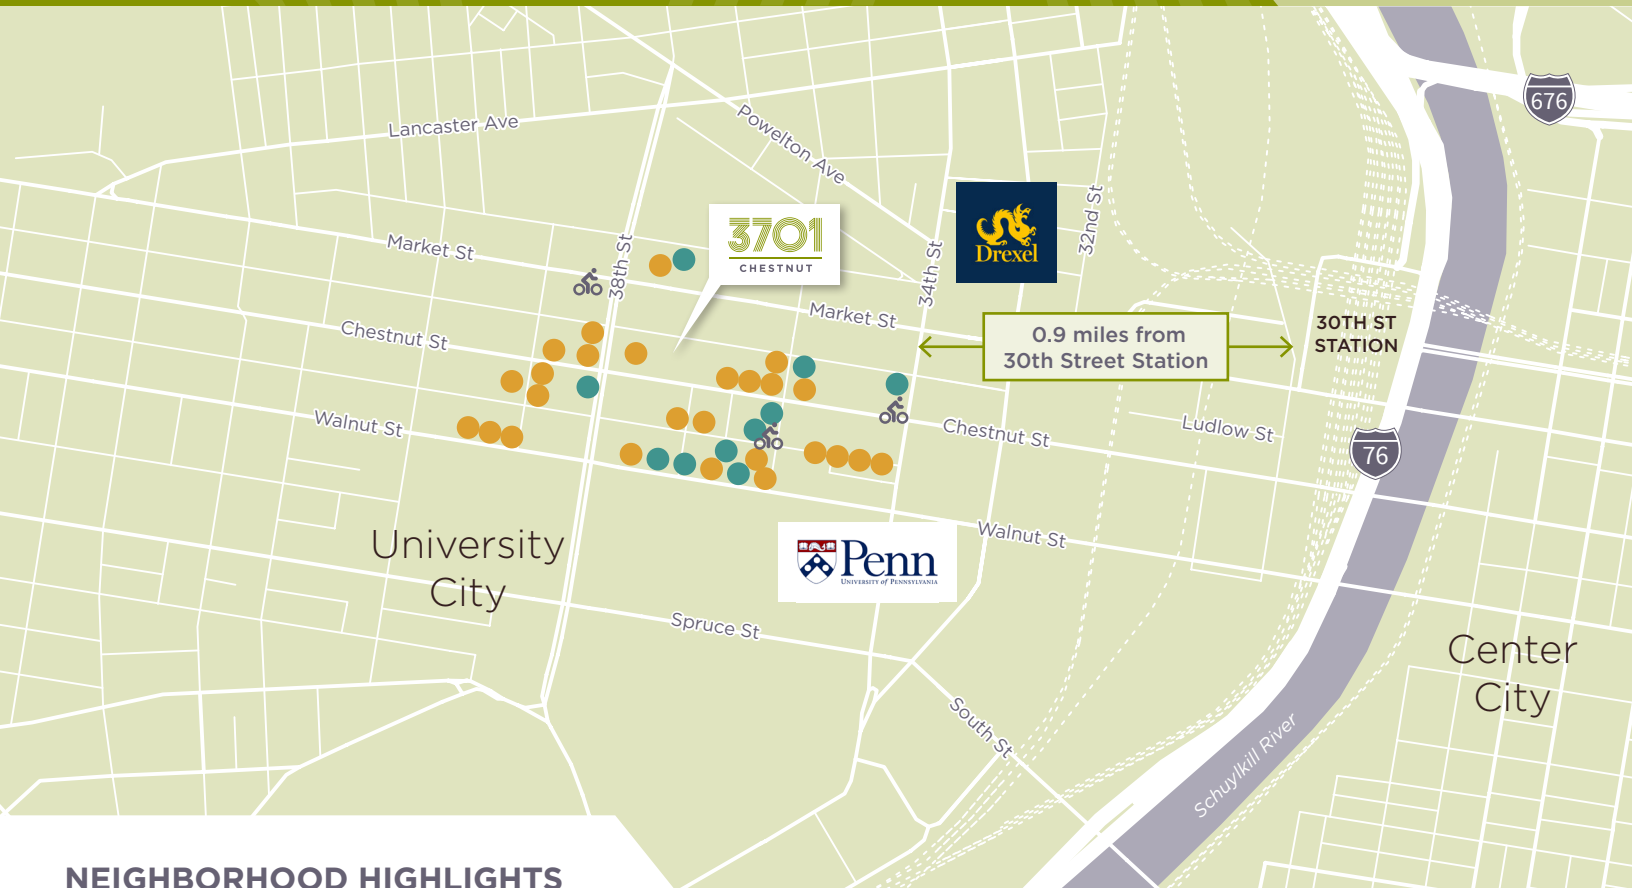 676
Lancaster Ave
Powelton Ave
32nd St
38th St
Market St
3701
CHESTNUT
34th St
Drexel
Market St
Chestnut St
0.9 miles from
30th Street Station
30TH ST
STATION
Walnut St
Chestnut St
Ludlow St
76
University
City
Penn
UNIVERSITY of PENNSYLVANIA
Walnut St
Spruce St
Center
City
South St
Schuylkill River
NEIGHBORHOOD HIGHLIGHTS